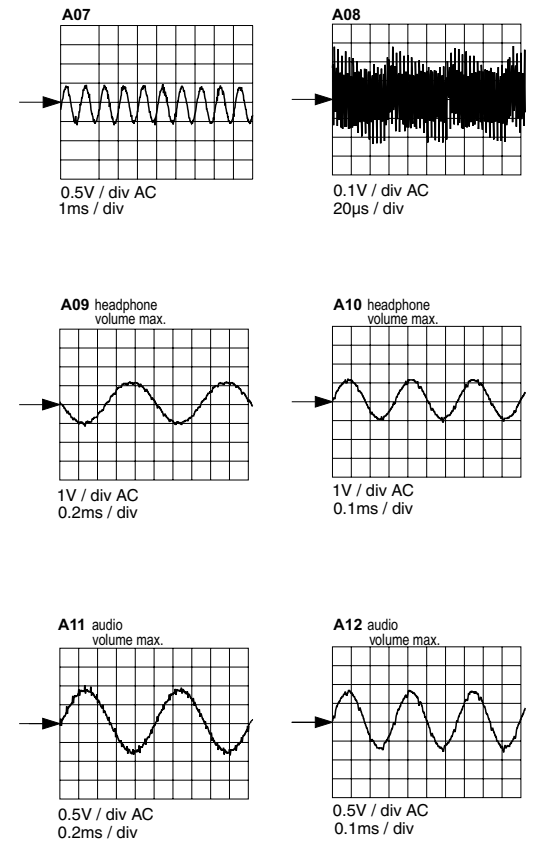 A07
0.5V / div AC
1ms / div
A08
0.1V / div AC
20µs / div
A09 headphone
volume max.
1V / div AC
0.2ms / div
A10 headphone
volume max.
1V / div AC
0.1ms / div
A11 audio
volume max.
0.5V / div AC
0.2ms / div
A12 audio
volume max.
0.5V / div AC
0.1ms / div